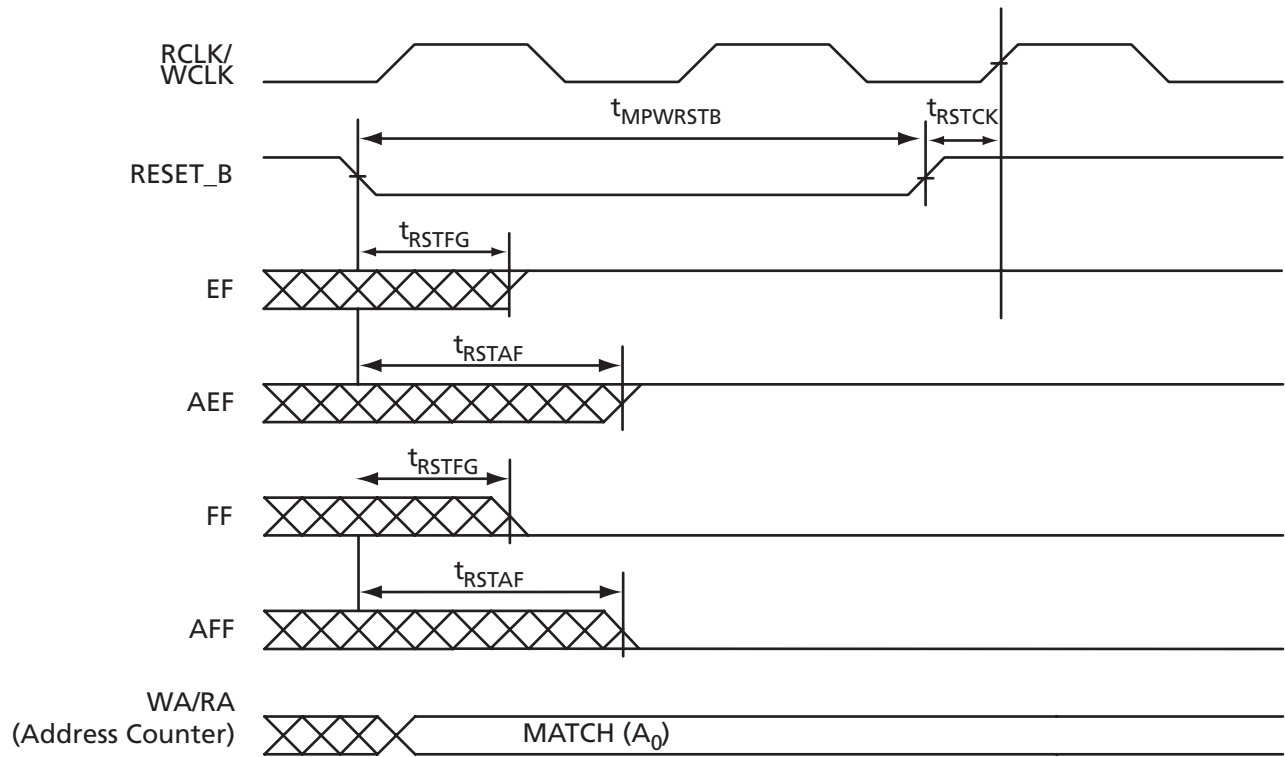 RCLK/
WCLK
tMPWRSTB
tRSTCK
RESET_B
tRSTFG
EF
tRSTAF
AEF
tRSTFG
FF
tRSTAF
AFF
WA/RA
(Address Counter)
MATCH (A0)